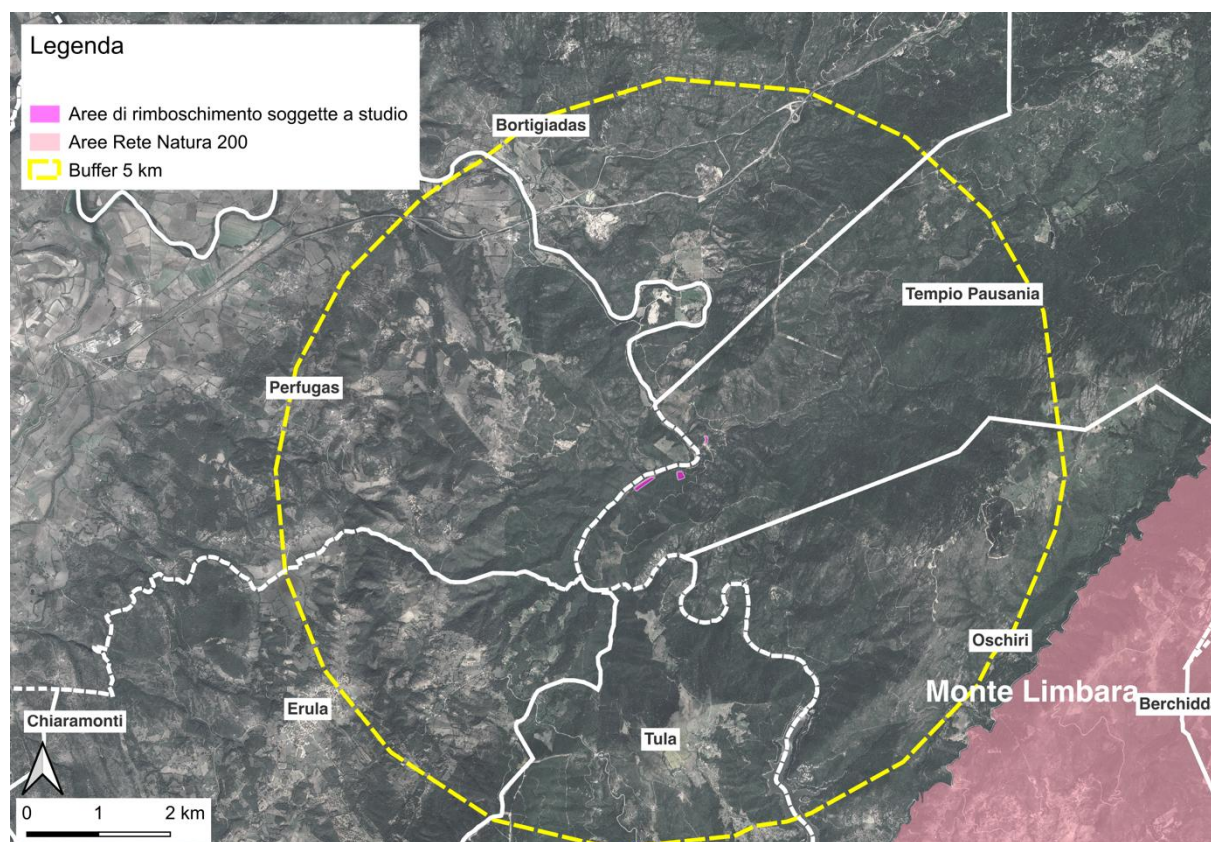 Legenda
Aree di rimboschimento soggette a studio
Aree Rete Natura 200
Buffer 5 km
Bortigiadas
Tempio Pausania
Perfugas
Oschiri
Monte Limbara
Berchidd
Erula
Chiaramonti
Tula
0 1 2 km